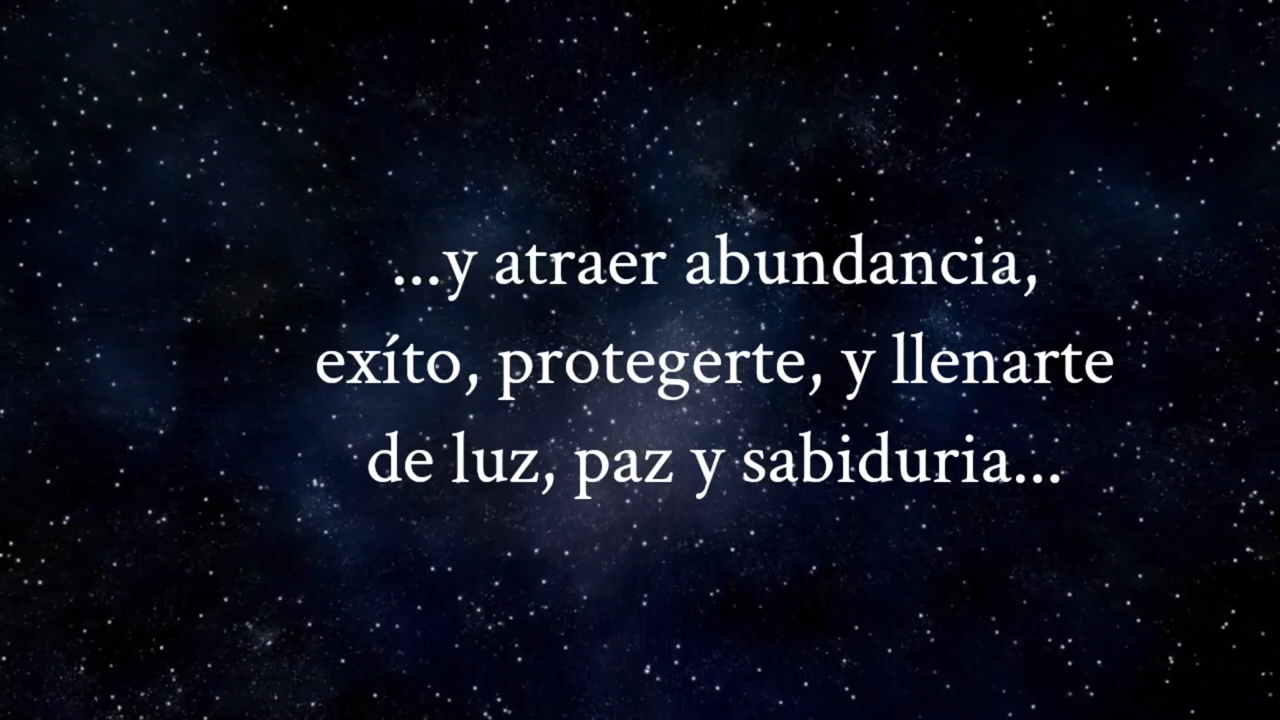 ...y atraer abundancia,
exíto, protegerte, y llenarte
de luz, paz y sabiduria...